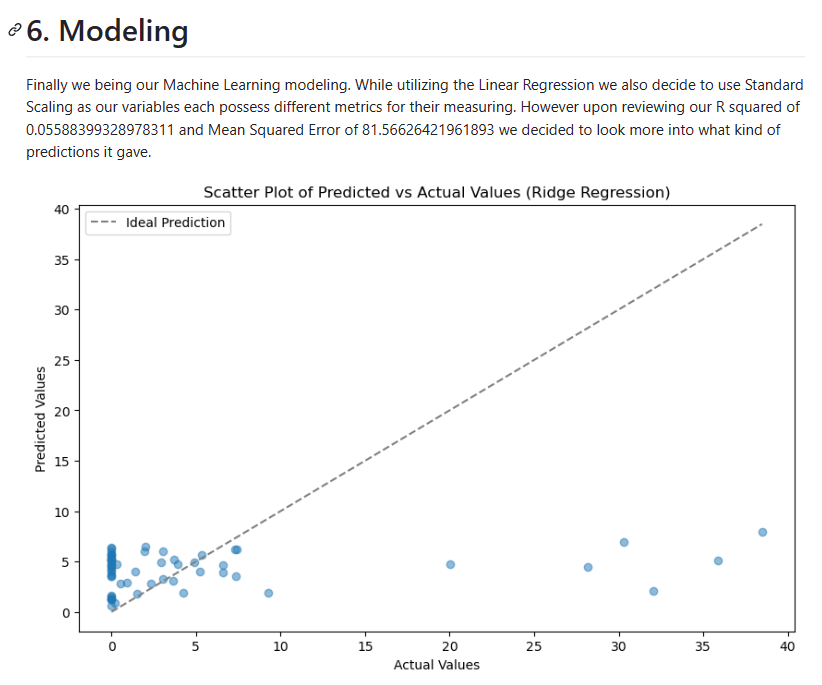 6. Modeling
Finally we being our Machine Learning modeling. While utilizing the Linear Regression we also decide to use Standard
Scaling as our variables each possess different metrics for their measuring. However upon reviewing our R squared of
0.05588399328978311 and Mean Squared Error of 81.56626421961893 we decided to look more into what kind of
predictions it gave.
Scatter Plot of Predicted vs Actual Values (Ridge Regression)
Ideal Prediction
40
35
30
25
20
15
10
5
0
Predicted Values
0 5 10 15 20 25 30 35 40
Actual Values